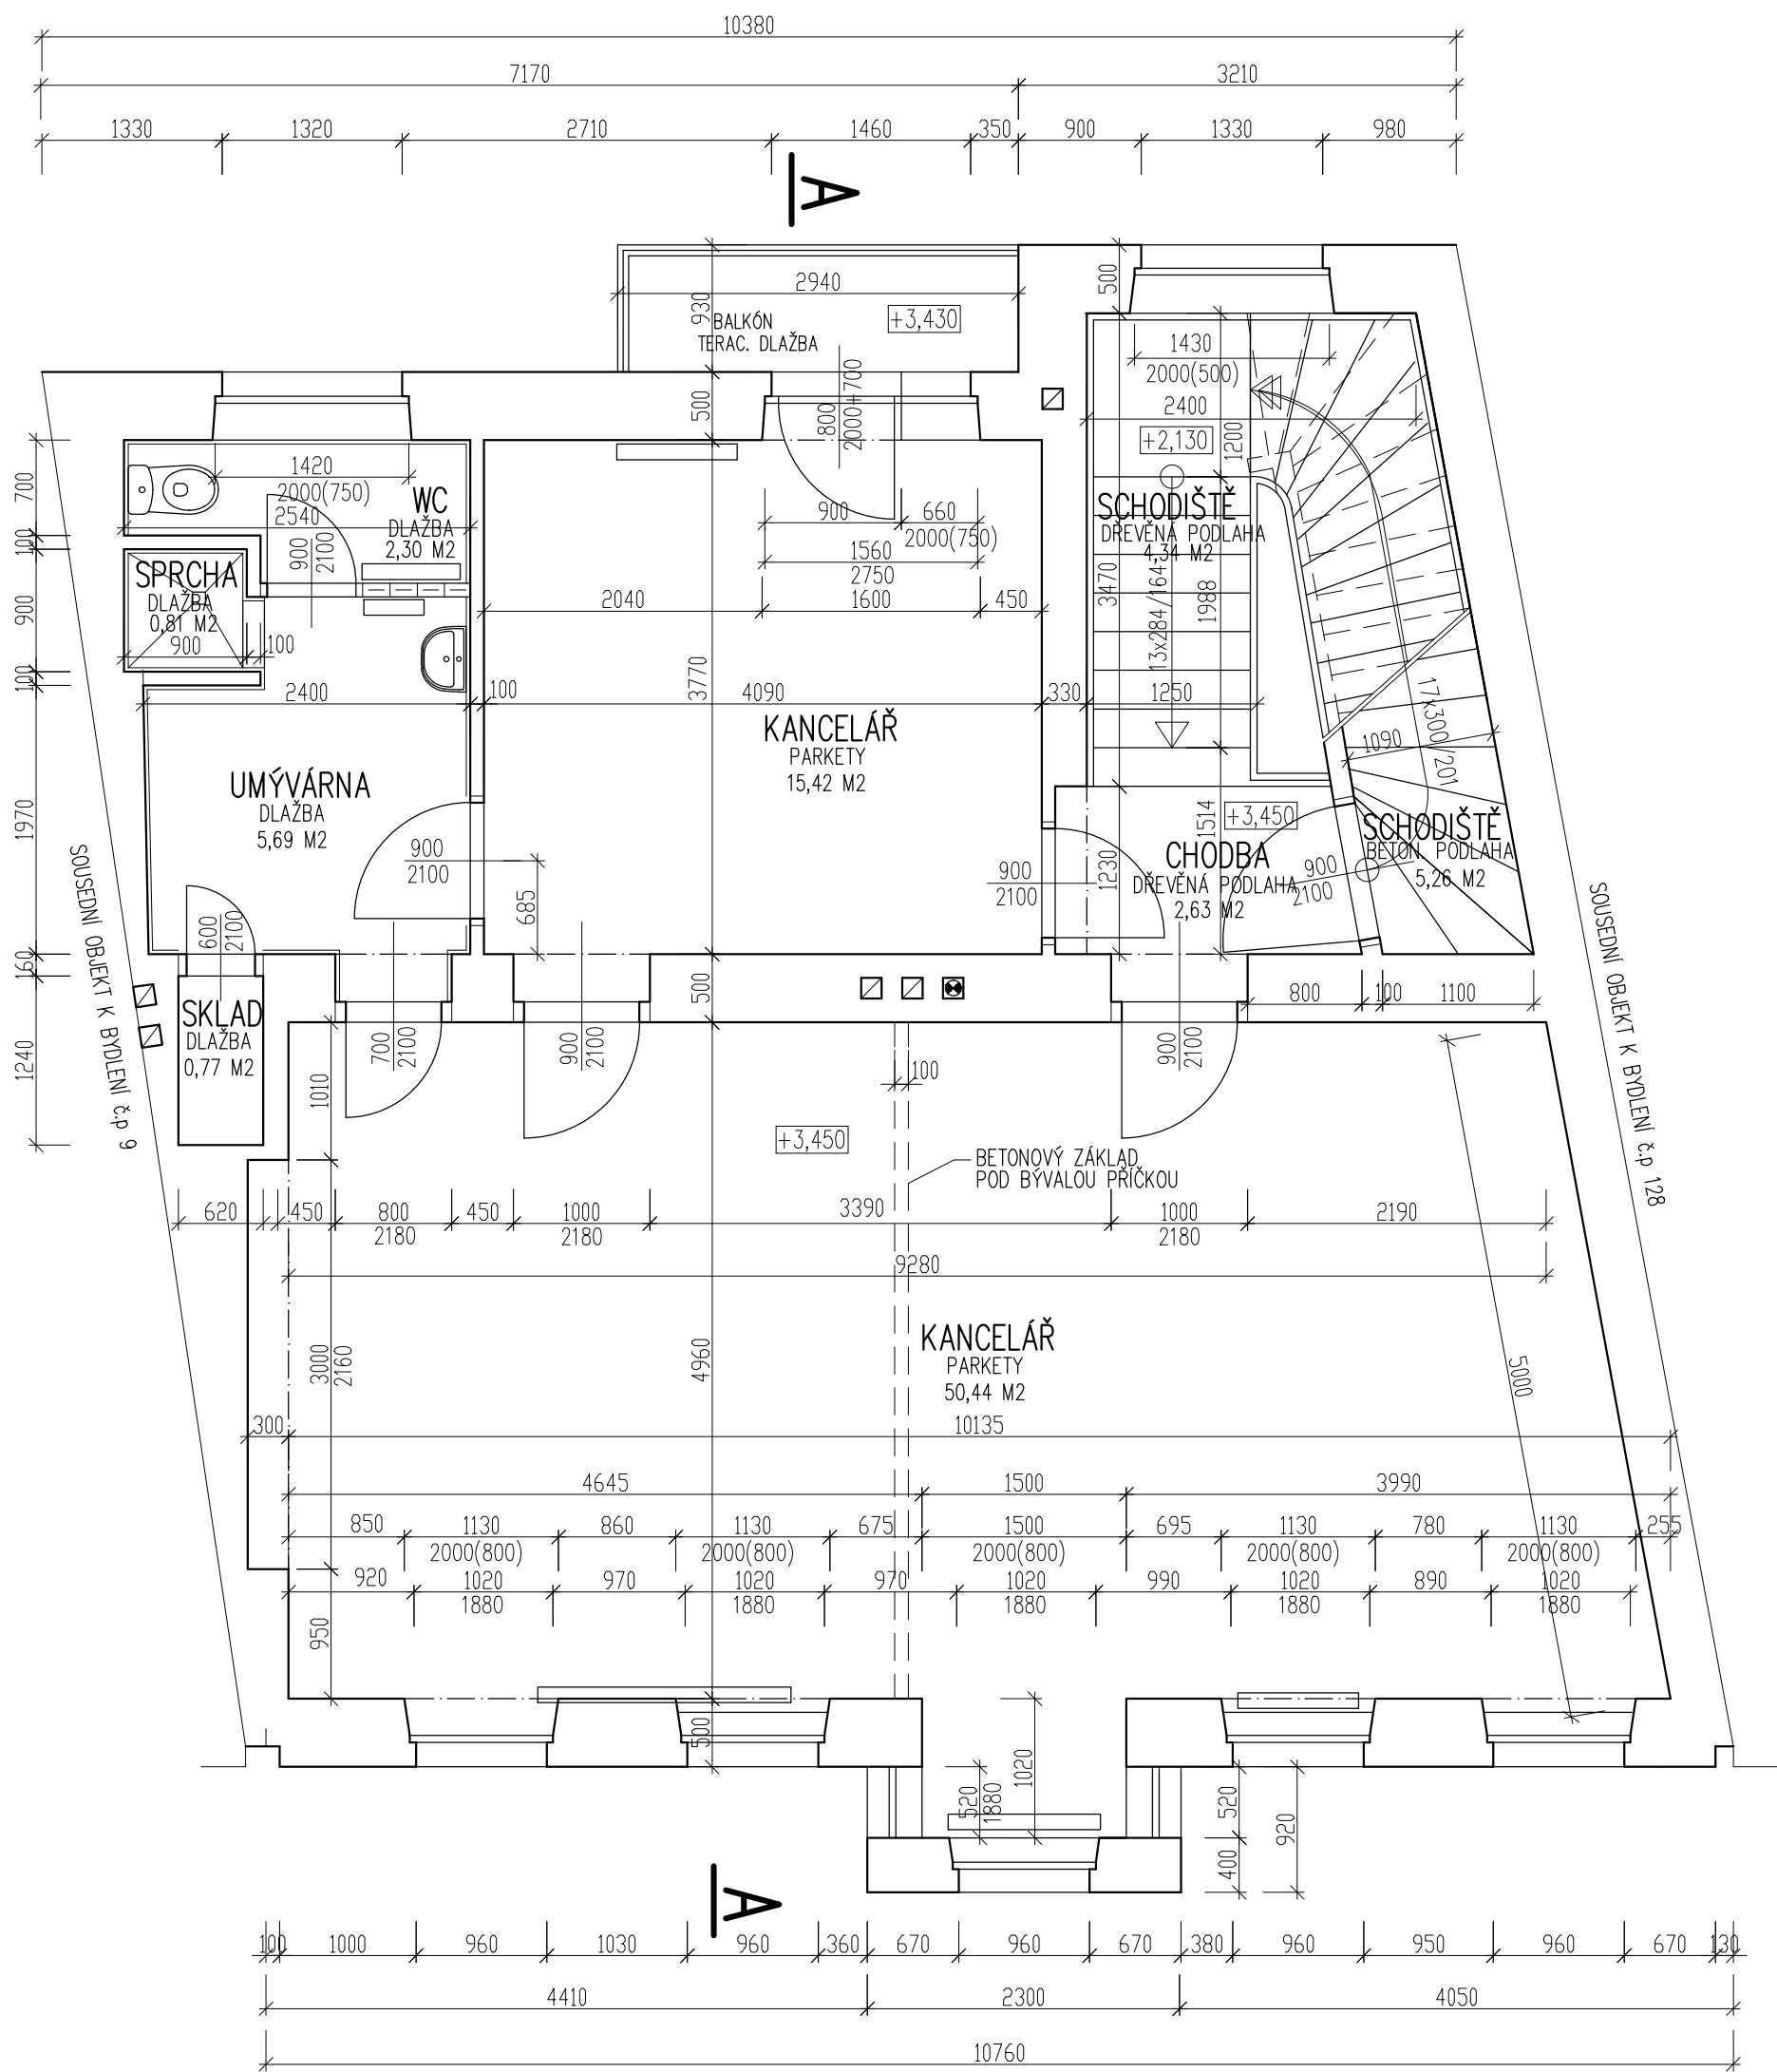 10380
7170 3210
1330 1320 2710 1460 350 900 1330 980
A
2940
+3,430
930
500
BALKÓN
TERAC. DLAŽBA
1430
2000(500)
2400
+2,130
1200
500
800
2000+700
700
100
900
100
1970
160
1240
1420
2000(750)
2540
WC
DLAŽBA
2,30 M2
900
2100
SPRCHA
DLAŽBA
0,81 M2
900 100
900 660
2000(750)
1560
2750
2040 1600 450
SCHODIŠTĚ
DŘEVĚNÁ PODLAHA
4,34 M2
13x284/164
3470
1988
2400 100 4090 330 1250
3770
KANCELÁŘ
PARKETY
15,42 M2
17x300/201
1090
UMÝVÁRNA
DLAŽBA
5,69 M2
900
2100
685
+3,450
1514
1230
CHODBA
DŘEVĚNÁ PODLAHA
2,63 M2
900
2100
900
2100
SCHODIŠTĚ
BETON. PODLAHA
5,26 M2
SOUSEDNÍ OBJEKT K BYDLENÍ č.p 9
SOUSEDNÍ OBJEKT K BYDLENÍ č.p 128
600
2100
SKLAD
DLAŽBA
0,77 M2
500
800 100 1100
700
2100
900
2100
900
2100
100
1010
+3,450
BETONOVÝ ZÁKLAD
POD BÝVALOU PŘÍČKOU
620 450 800 450 1000 3390 1000 2190
2180 2180 2180
9280
3000
2160
4960
5000
KANCELÁŘ
PARKETY
50,44 M2
300 10135
4645 1500 3990
850 1130 860 1130 675 1500 695 1130 780 1130 255
2000(800) 2000(800) 2000(800) 2000(800) 2000(800)
920 1020 970 1020 970 1020 990 1020 890 1020
1880 1880 1880 1880 1880
950
500
520
1880
1020
520
400
920
A
100 1000 960 1030 960 360 670 960 670 380 960 950 960 670 130
4410 2300 4050
10760